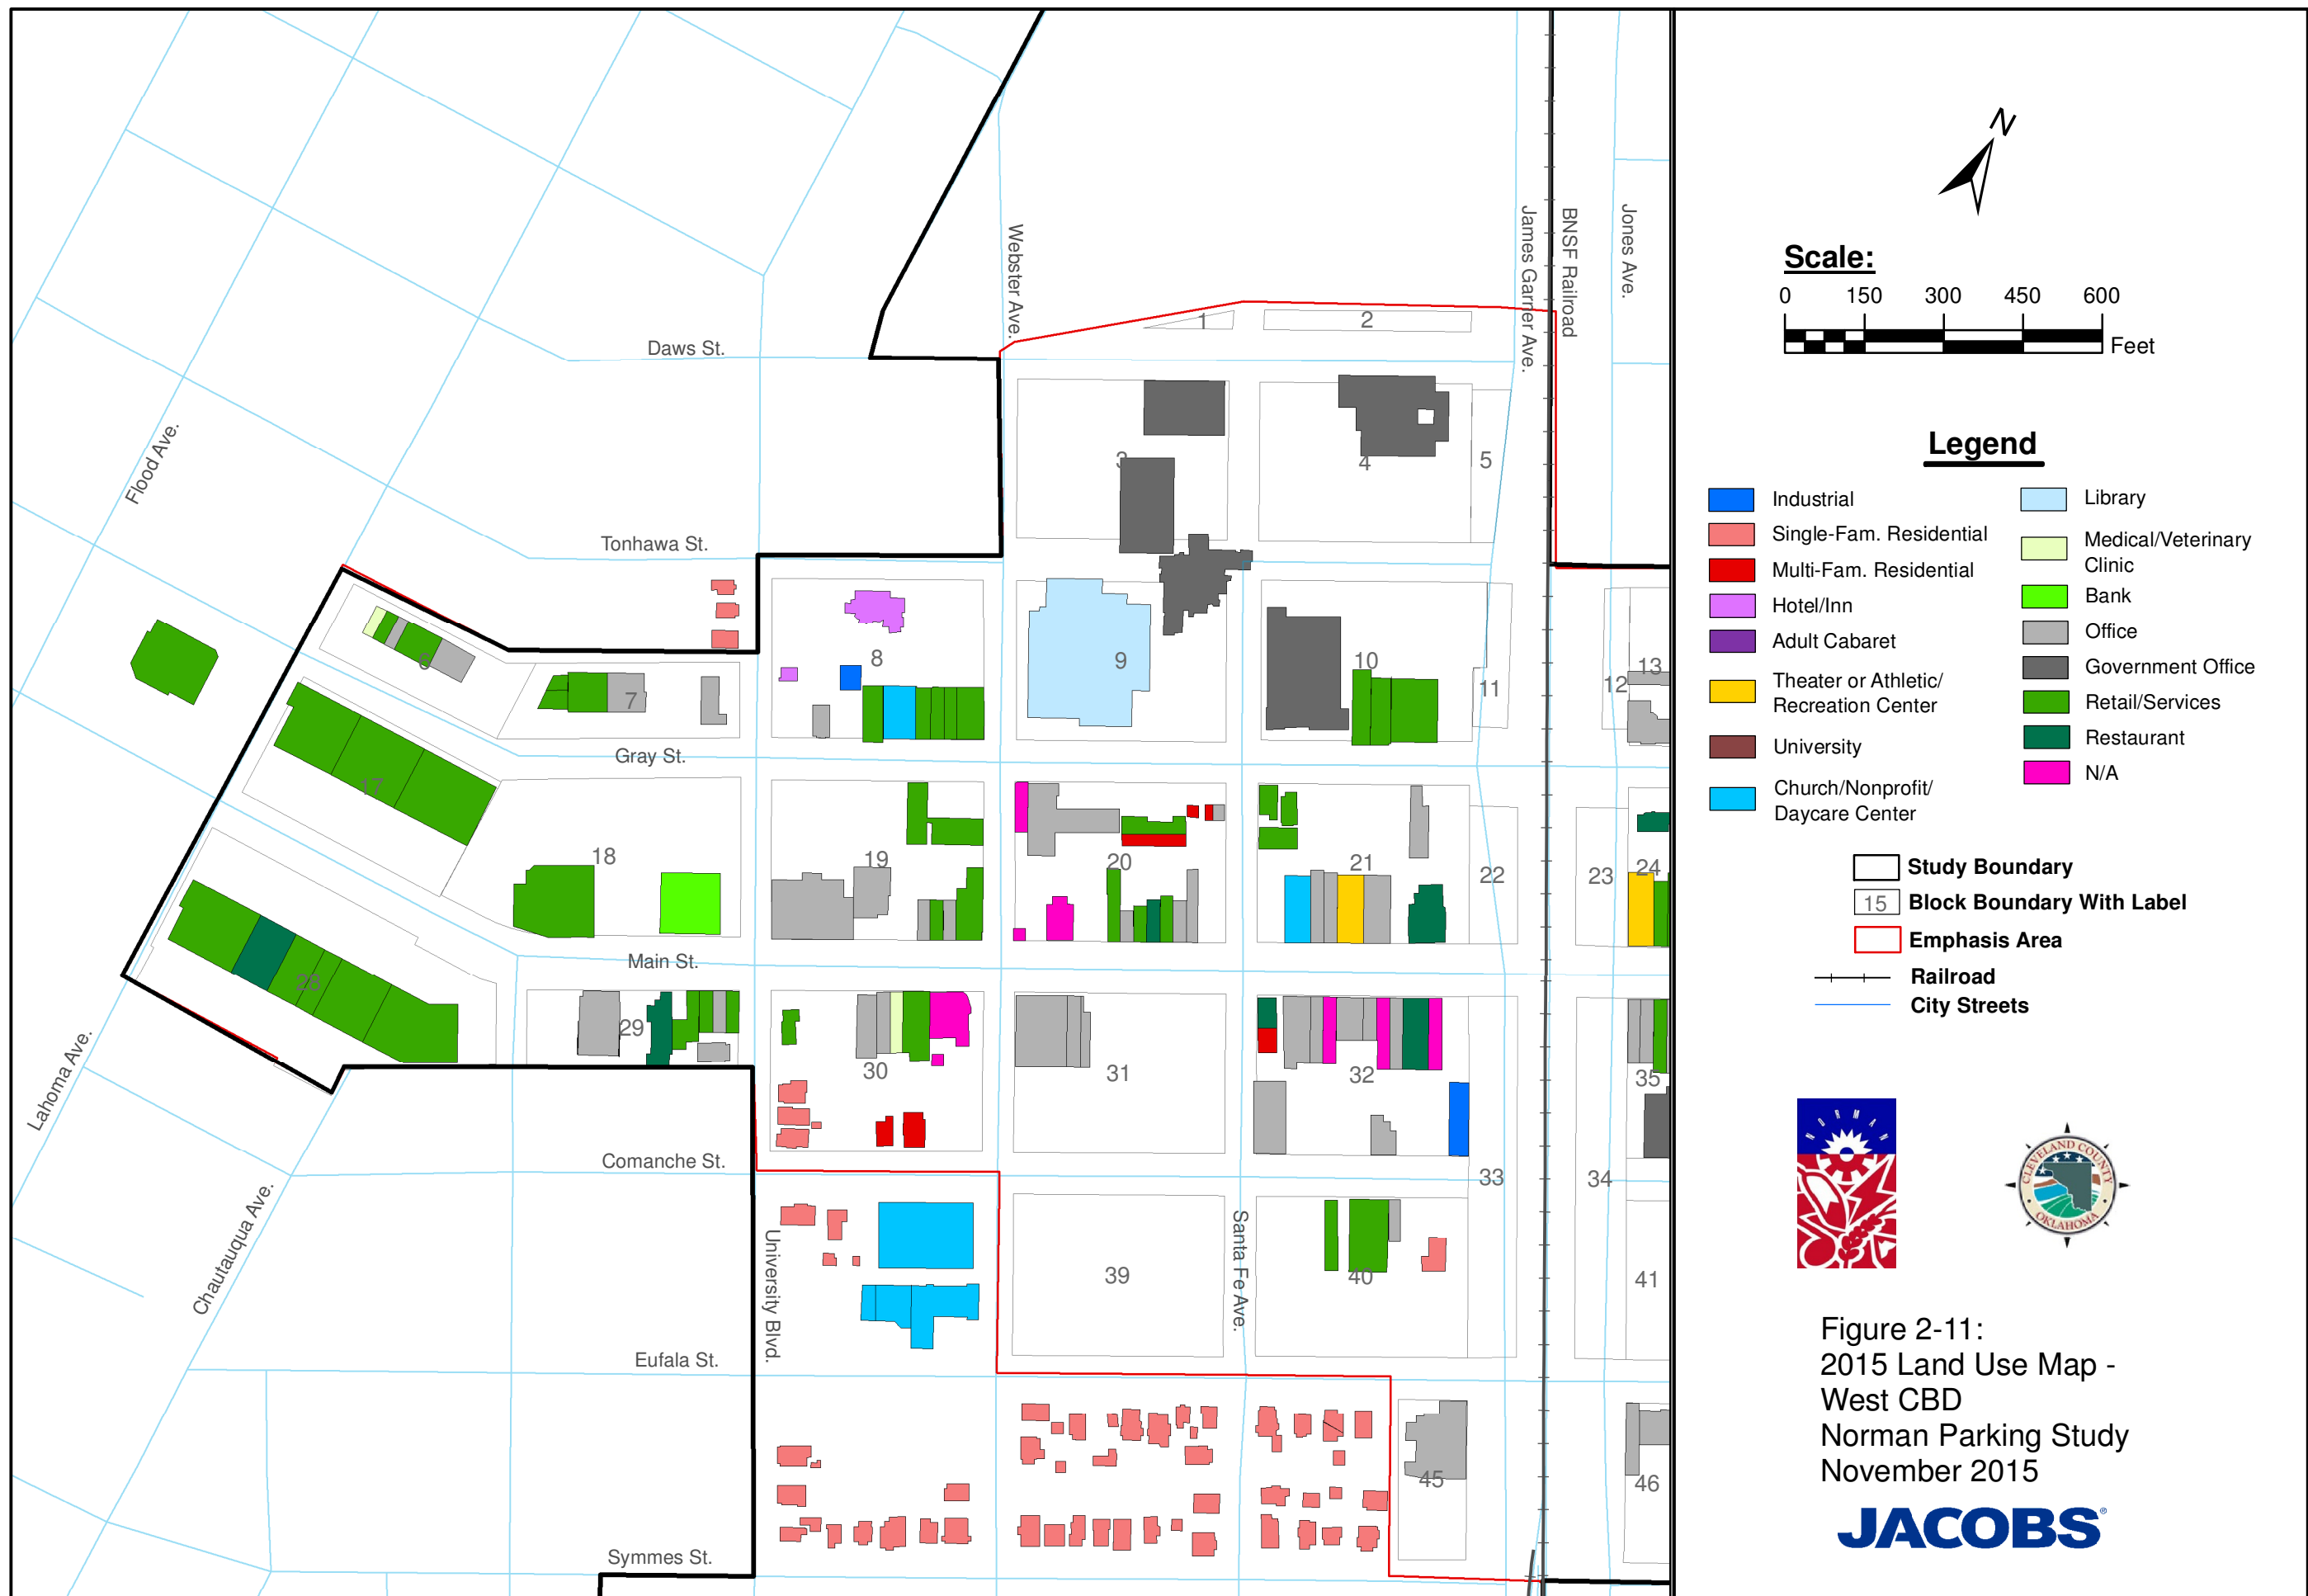 Webster Ave.
James Garner Ave.
BNSF Railroad
Jones Ave.
Daws St.
Flood Ave.
Tonhawa St.
Gray St.
Main St.
Lahoma Ave.
Comanche St.
Chautauqua Ave.
University Blvd.
Santa Fe Ave.
Eufala St.
Symmes St.
1
2
3
4
5
6
7
8
9
10
11
12
13
17
18
19
20
21
22
23
24
28
29
30
31
32
33
34
35
39
40
41
45
46
N
Scale:
0 150 300 450 600
Feet
Legend
Industrial
Single-Fam. Residential
Multi-Fam. Residential
Hotel/Inn
Adult Cabaret
Theater or Athletic/
Recreation Center
University
Church/Nonprofit/
Daycare Center
Library
Medical/Veterinary
Clinic
Bank
Office
Government Office
Retail/Services
Restaurant
N/A
Study Boundary
15 Block Boundary With Label
Emphasis Area
Railroad
City Streets
NORMAN
CLEVELAND COUNTY
OKLAHOMA
Figure 2-11:
2015 Land Use Map -
West CBD
Norman Parking Study
November 2015
JACOBS®